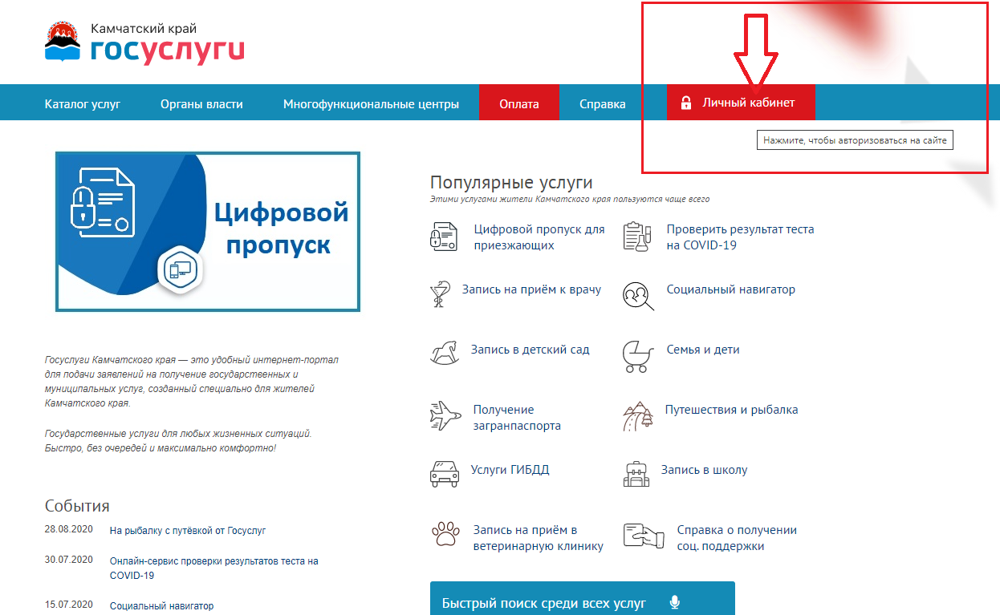 Камчатский край
госуслуги
Каталог услуг
Органы власти
Многофункциональные центры
Оплата
Справка
Личный кабинет
Нажмите, чтобы авторизоваться на сайте
Цифровой
пропуск
Госуслуги Камчатского края — это удобный интернет-портал
для подачи заявлений на получение государственных и
муниципальных услуг, созданный специально для жителей
Камчатского края.
Государственные услуги для любых жизненных ситуаций.
Быстро, без очередей и максимально комфортно!
События
28.08.2020 На рыбалку с путёвкой от Госуслуг
30.07.2020 Онлайн-сервис проверки результатов теста на
COVID-19
15.07.2020 Социальный навигатор
Популярные услуги
Этими услугами жители Камчатского края пользуются чаще всего
Цифровой пропуск для
приезжающих
Проверить результат теста
на COVID-19
Запись на приём к врачу
Социальный навигатор
Запись в детский сад
Семья и дети
Получение
загранпаспорта
Путешествия и рыбалка
Услуги ГИБДД
Запись в школу
Запись на приём в
ветеринарную клинику
Справка о получении
соц. поддержки
Быстрый поиск среди всех услуг